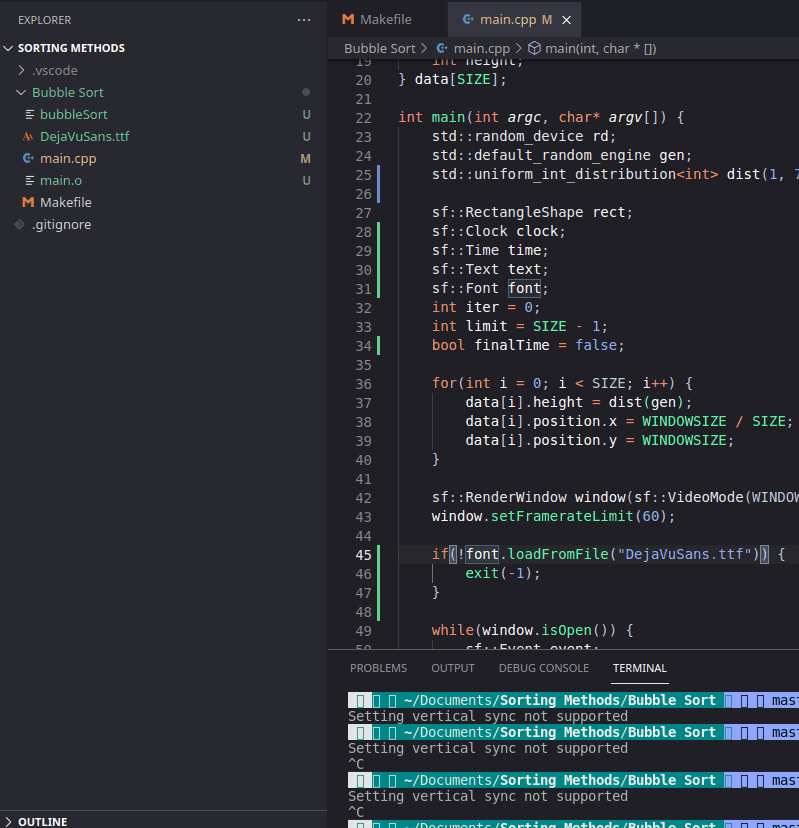 EXPLORER
SORTING METHODS
.vscode
Bubble Sort
bubbleSort U
DejaVuSans.ttf U
main.cpp M
main.o U
Makefile
.gitignore
OUTLINE
Makefile main.cpp M
Bubble Sort > main.cpp > main(int, char * [])
19 int height;
20 } data[SIZE];
21
22 int main(int argc, char* argv[]) {
23 std::random_device rd;
24 std::default_random_engine gen;
25 std::uniform_int_distribution<int> dist(1, 7
26
27 sf::RectangleShape rect;
28 sf::Clock clock;
29 sf::Time time;
30 sf::Text text;
31 sf::Font font;
32 int iter = 0;
33 int limit = SIZE - 1;
34 bool finalTime = false;
35
36 for(int i = 0; i < SIZE; i++) {
37 data[i].height = dist(gen);
38 data[i].position.x = WINDOWSIZE / SIZE;
39 data[i].position.y = WINDOWSIZE;
40 }
41
42 sf::RenderWindow window(sf::VideoMode(WINDOW
43 window.setFramerateLimit(60);
44
45 if(!font.loadFromFile("DejaVuSans.ttf")) {
46 exit(-1);
47 }
48
49 while(window.isOpen()) {
50 sf::Event event;
PROBLEMS OUTPUT DEBUG CONSOLE TERMINAL
~/Documents/Sorting Methods/Bubble Sort mast
Setting vertical sync not supported
~/Documents/Sorting Methods/Bubble Sort mast
Setting vertical sync not supported
^C
~/Documents/Sorting Methods/Bubble Sort mast
Setting vertical sync not supported
^C
~/Documents/Sorting Methods/Bubble Sort mast